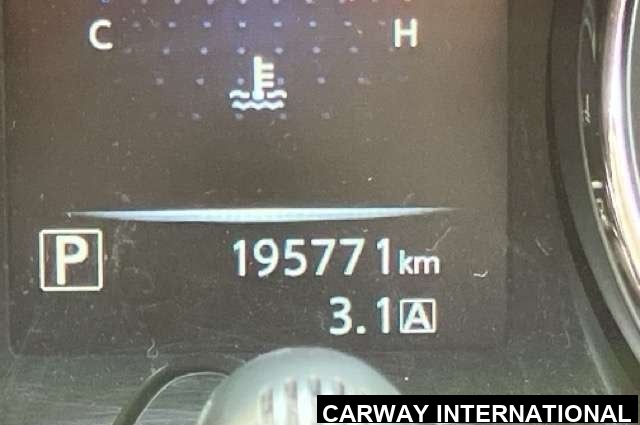 C H
P 195771km
3.1A
CARWAY INTERNATIONAL